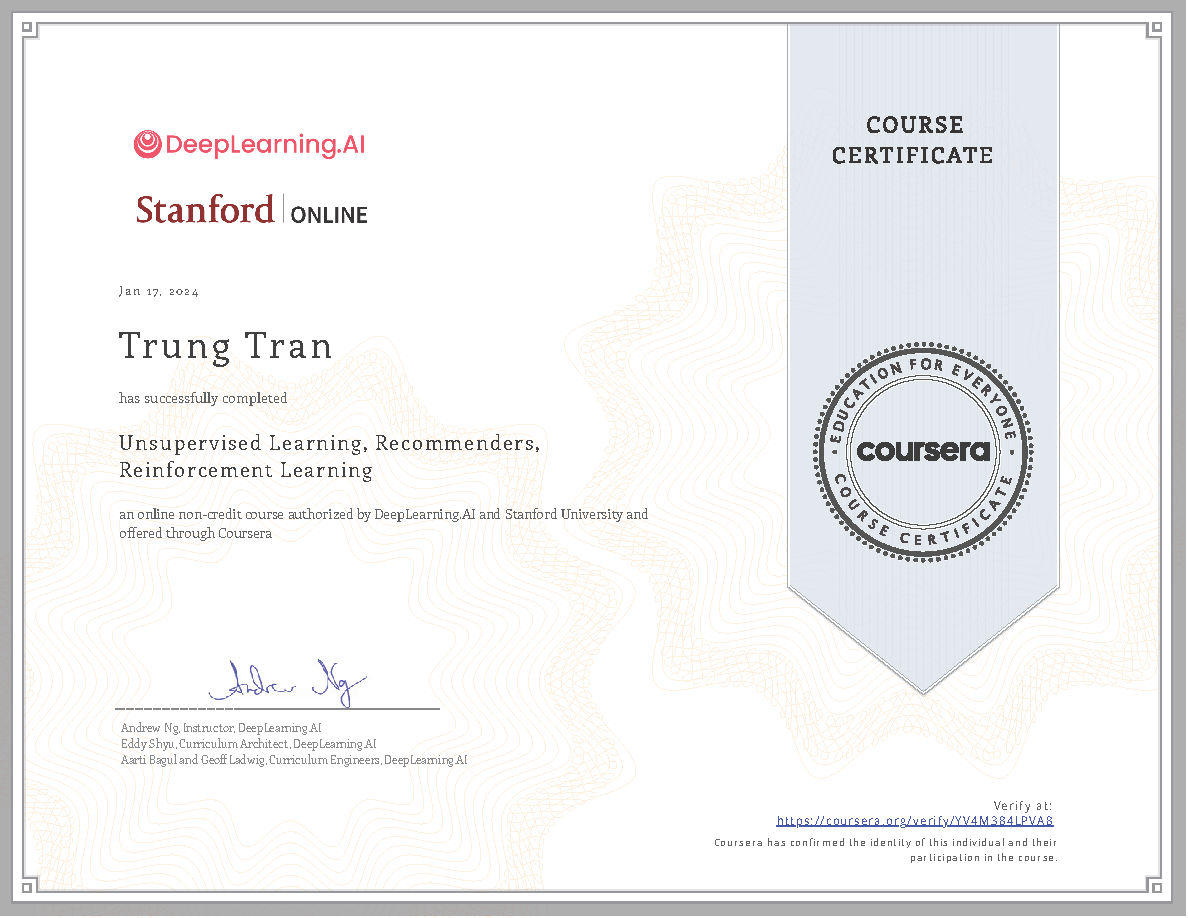 DeepLearning.AI
Stanford ONLINE
COURSE
CERTIFICATE
Jan 17, 2024
Trung Tran
has successfully completed
Unsupervised Learning, Recommenders,
Reinforcement Learning
an online non-credit course authorized by DeepLearning.AI and Stanford University and
offered through Coursera
EDUCATION FOR EVERYONE
coursera
COURSE CERTIFICATE
Andrew Ng
Andrew Ng, Instructor, DeepLearning.AI
Eddy Shyu, Curriculum Architect, DeepLearning.AI
Aarti Bagul and Geoff Ladwig, Curriculum Engineers, DeepLearning.AI
Verify at:
https://coursera.org/verify/YV4M384LPVA8
Coursera has confirmed the identity of this individual and their
participation in the course.